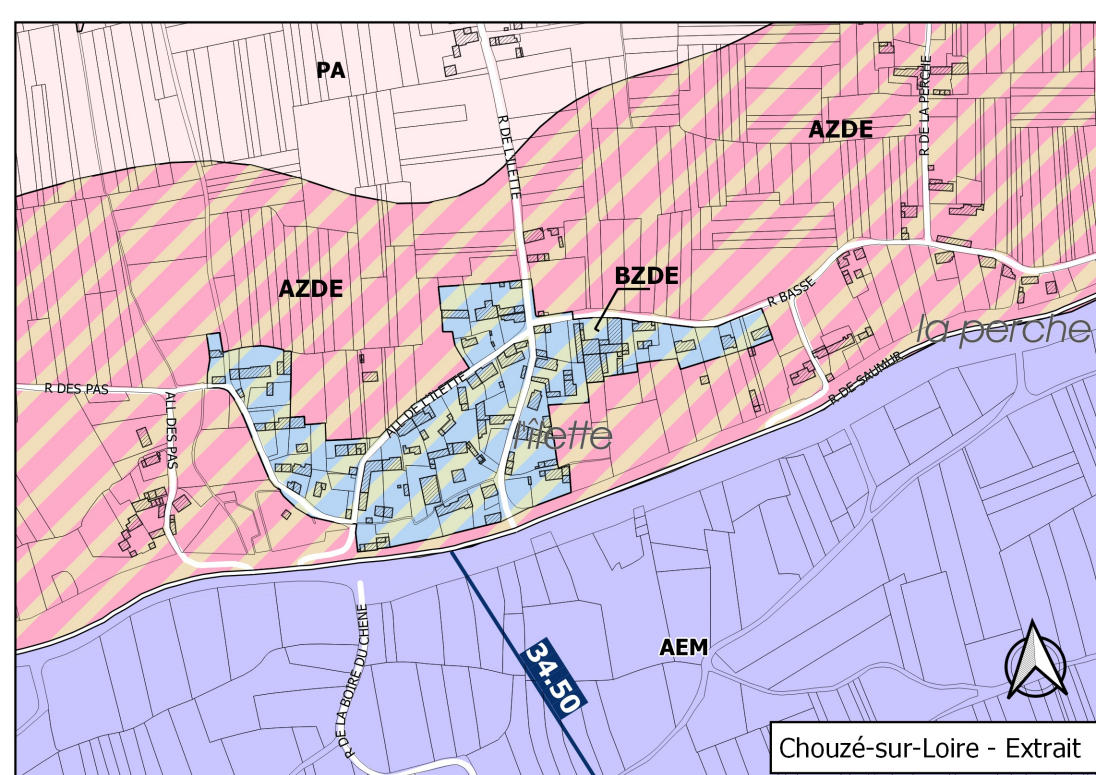 PA
R DE L'ILETTE
R DE LA PERCHE
AZDE
AZDE
BZDE
R BASSE
la perche
R DES PAS
ALL DE L'ILETTE
R DE SAUMUR
ALL DES PAS
l'îlette
R DE LA BOIRE DU CHENE
34.50
AEM
Chouzé-sur-Loire - Extrait